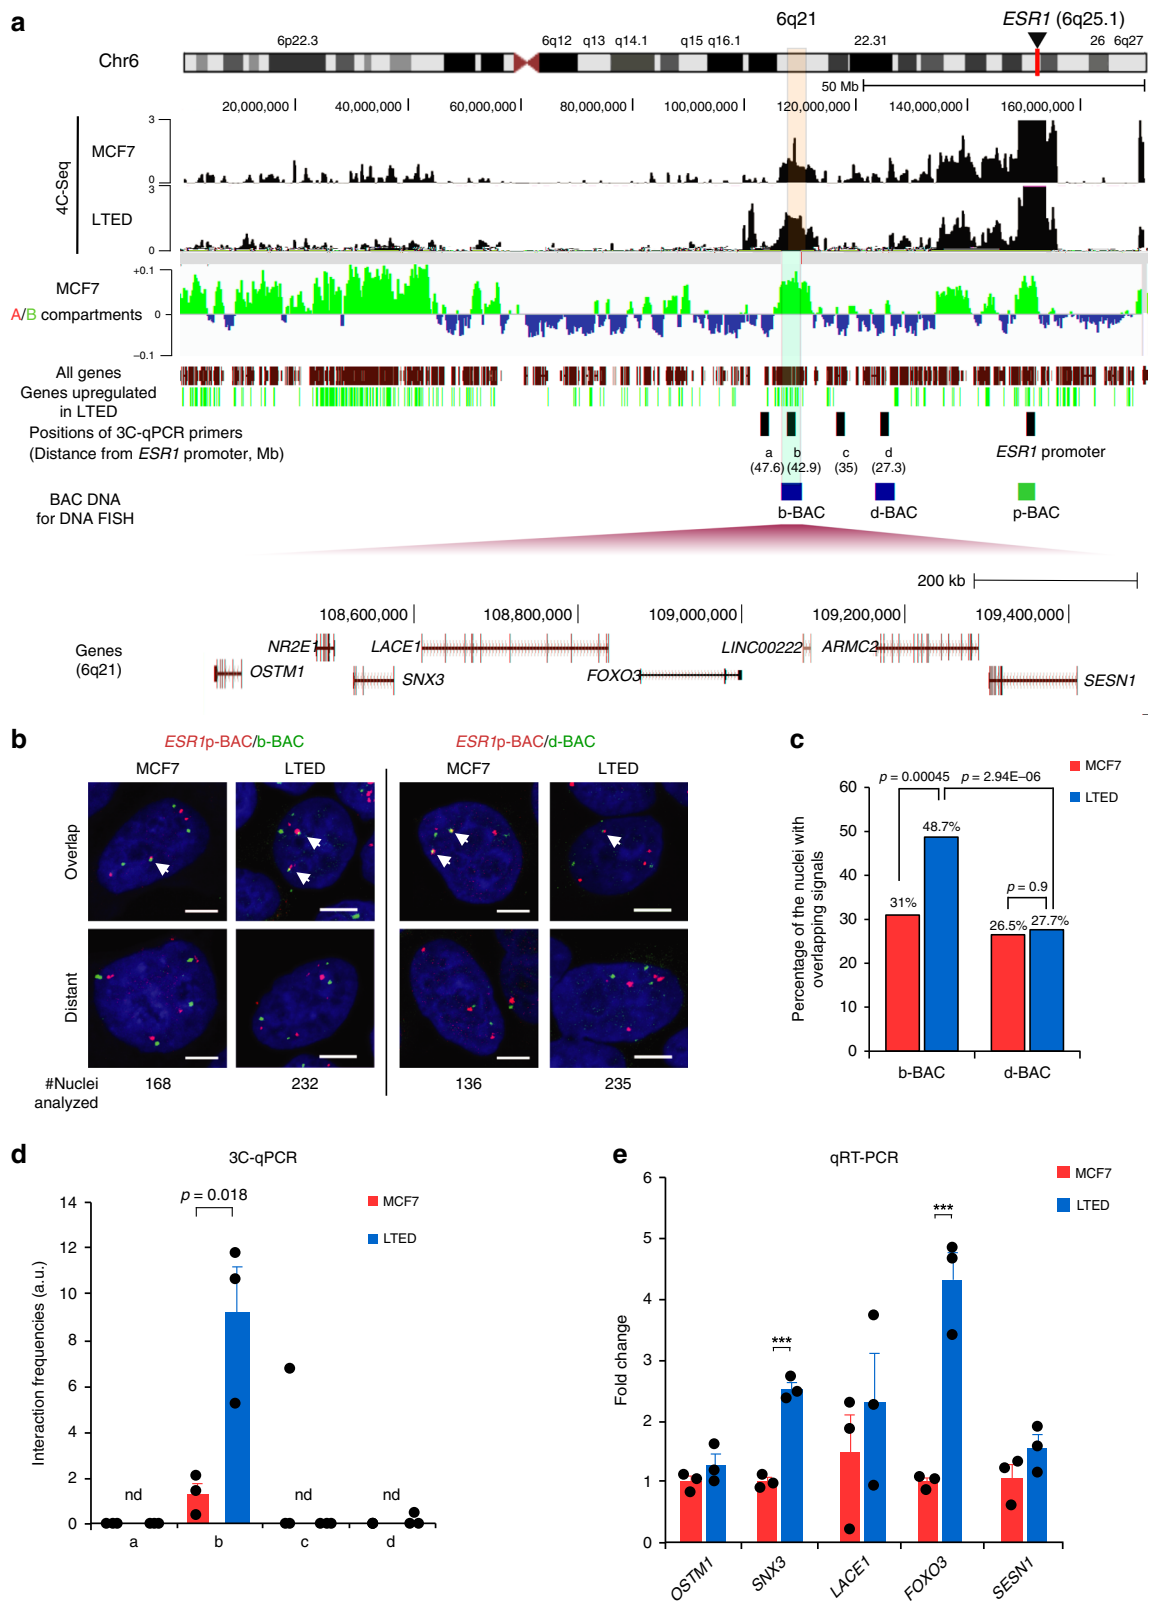 a
6q21
ESR1 (6q25.1)
6p22.3 6q12 q13 q14.1 q15 q16.1 22.31 26 6q27
Chr6
50 Mb
20,000,000 40,000,000 60,000,000 80,000,000 100,000,000 120,000,000 140,000,000 160,000,000
4C-Seq
MCF7
3
0
LTED
3
0
MCF7
A/B compartments
+0.1
0
−0.1
All genes
Genes upregulated
in LTED
Positions of 3C-qPCR primers
(Distance from ESR1 promoter, Mb)
a b c d
(47.6) (42.9) (35) (27.3)
ESR1 promoter
BAC DNA
for DNA FISH
b-BAC d-BAC p-BAC
200 kb
108,600,000 108,800,000 109,000,000 109,200,000 109,400,000
Genes
(6q21)
NR2E1 LACE1 LINC00222 ARMC2
OSTM1 SNX3 FOXO3 SESN1
b
ESR1p-BAC/b-BAC ESR1p-BAC/d-BAC
MCF7 LTED MCF7 LTED
Overlap
Distant
#Nuclei
analyzed
168 232 136 235
c
MCF7
LTED
p = 0.00045 p = 2.94E–06
Percentage of the nuclei with
overlapping signals
60
50
40
30
20
10
0
31%
48.7%
p = 0.9
26.5% 27.7%
b-BAC d-BAC
d
3C-qPCR
MCF7
LTED
p = 0.018
Interaction frequencies (a.u.)
14
12
10
8
6
4
2
0
nd nd nd
a b c d
e
qRT-PCR
MCF7
LTED
Fold change
6
5
4
3
2
1
0
***
***
OSTM1 SNX3 LACE1 FOXO3 SESN1